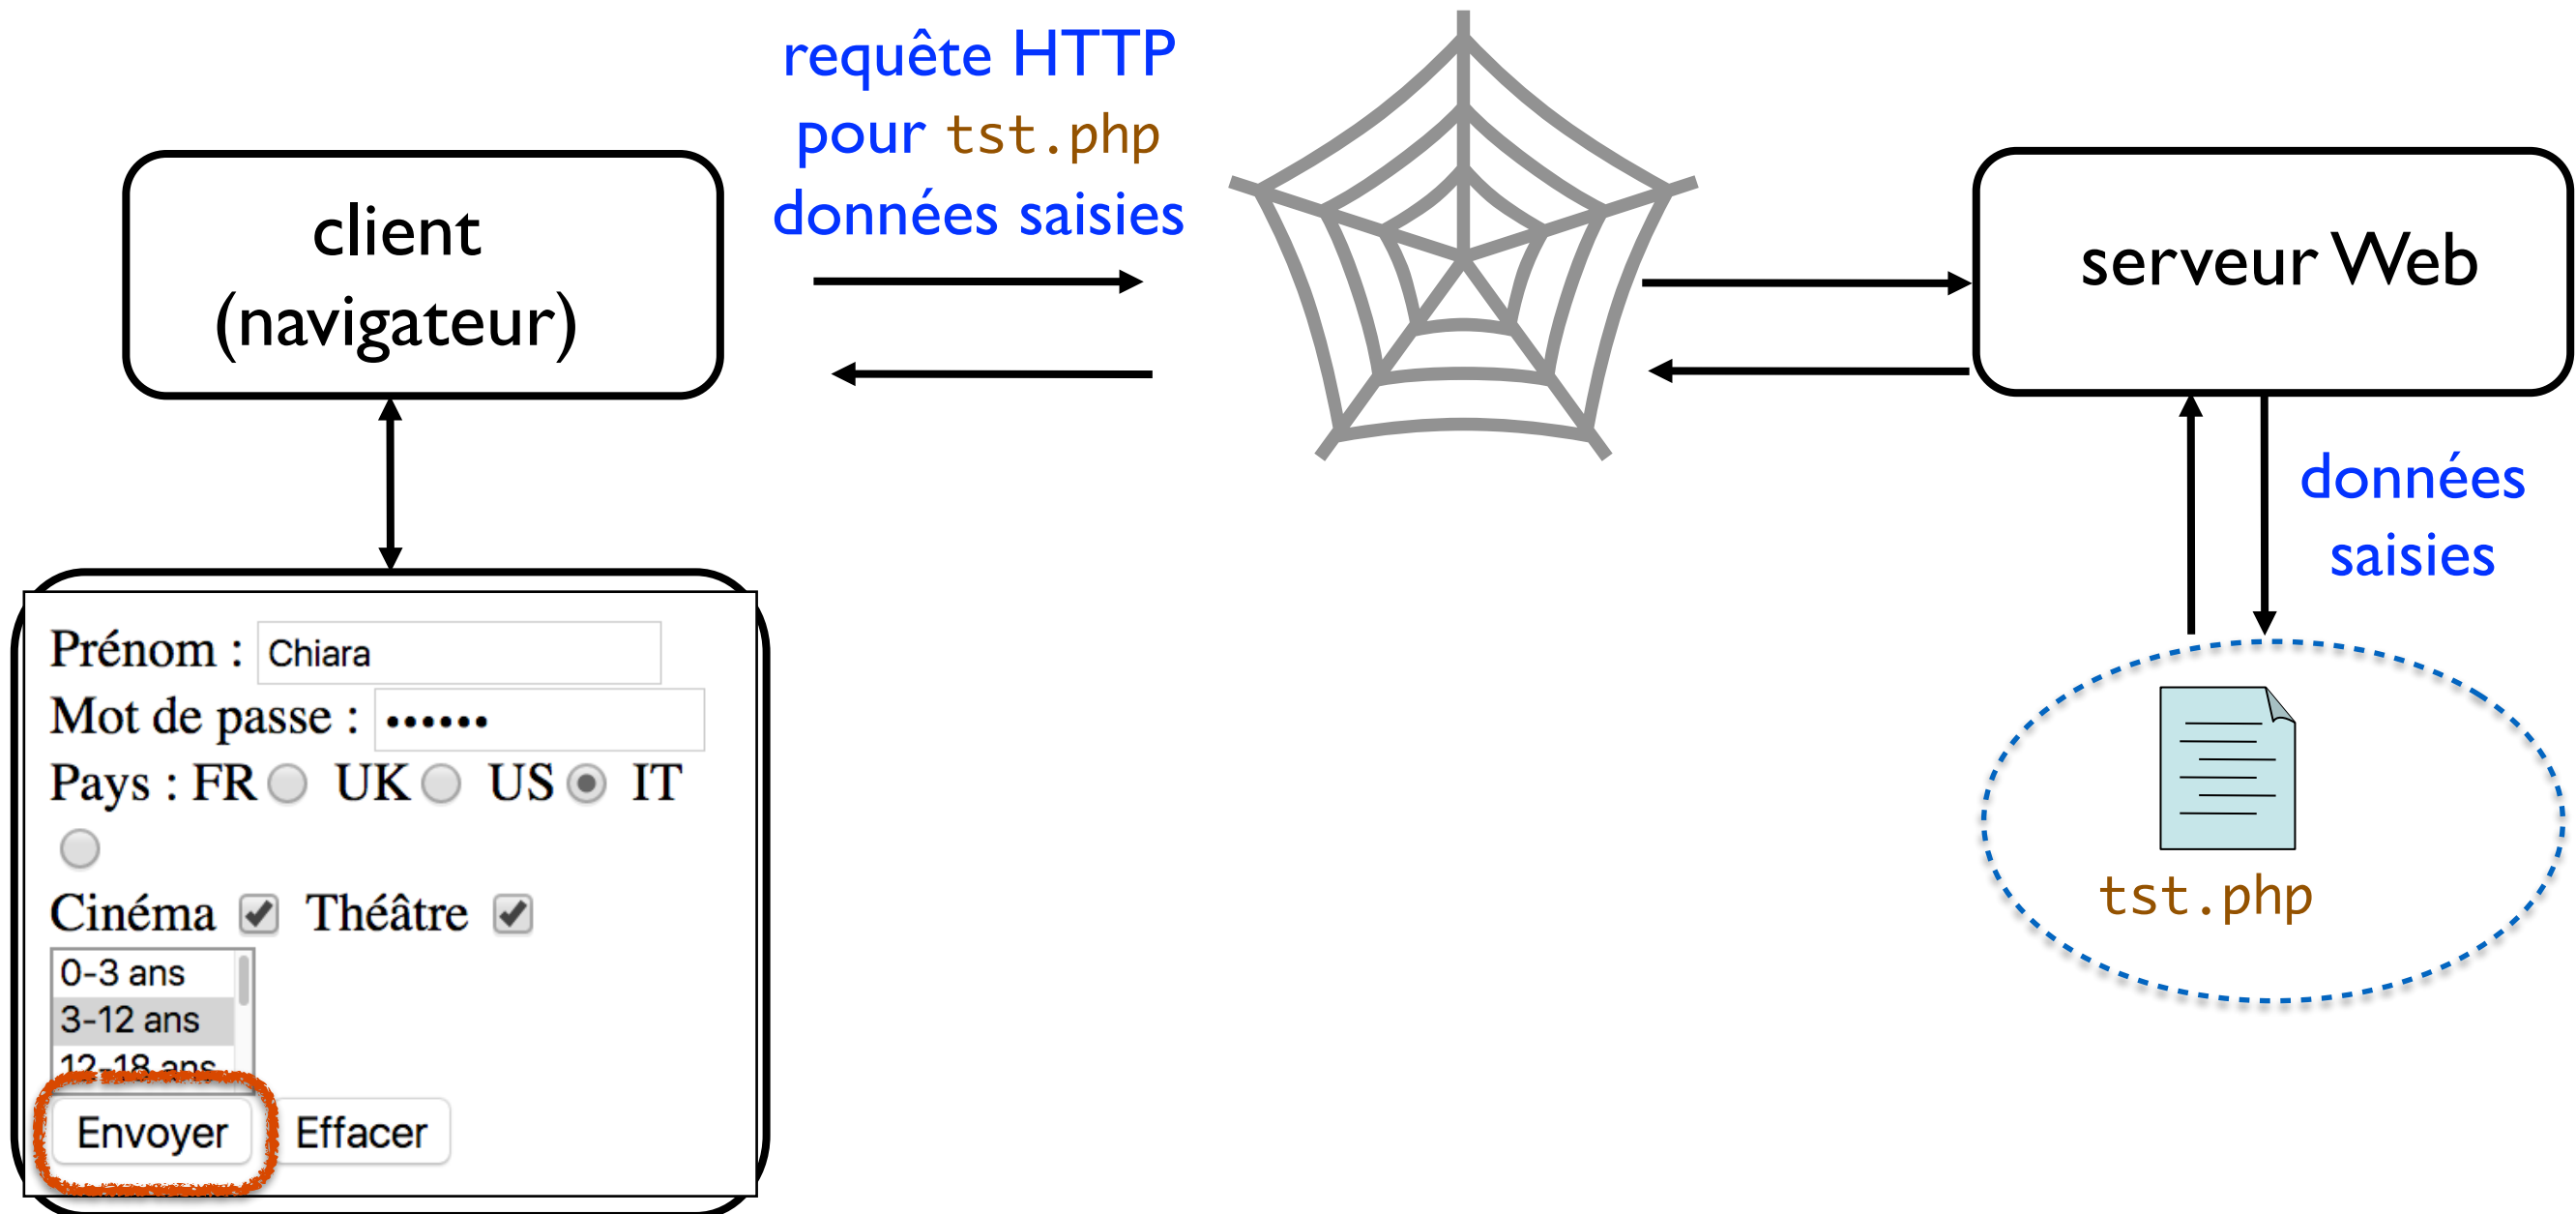 requête HTTP
pour tst.php
données saisies
client
(navigateur)
serveur Web
données
saisies
Prénom : Chiara
Mot de passe : ••••••
Pays : FR UK US IT
Cinéma Théâtre
0-3 ans
3-12 ans
12-18 ans
Envoyer Effacer
tst.php